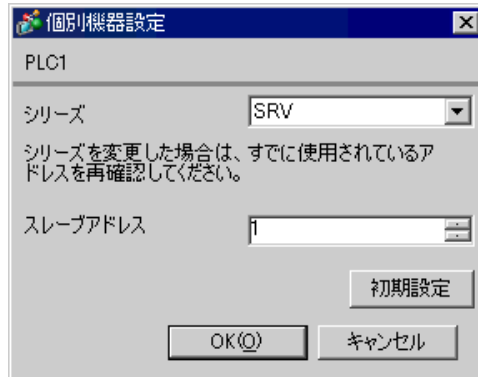 個別機器設定
PLC1
シリーズ
SRV
シリーズを変更した場合は、すでに使用されているア
ドレスを再確認してください。
スレーブアドレス
1
初期設定
OK(O)
キャンセル